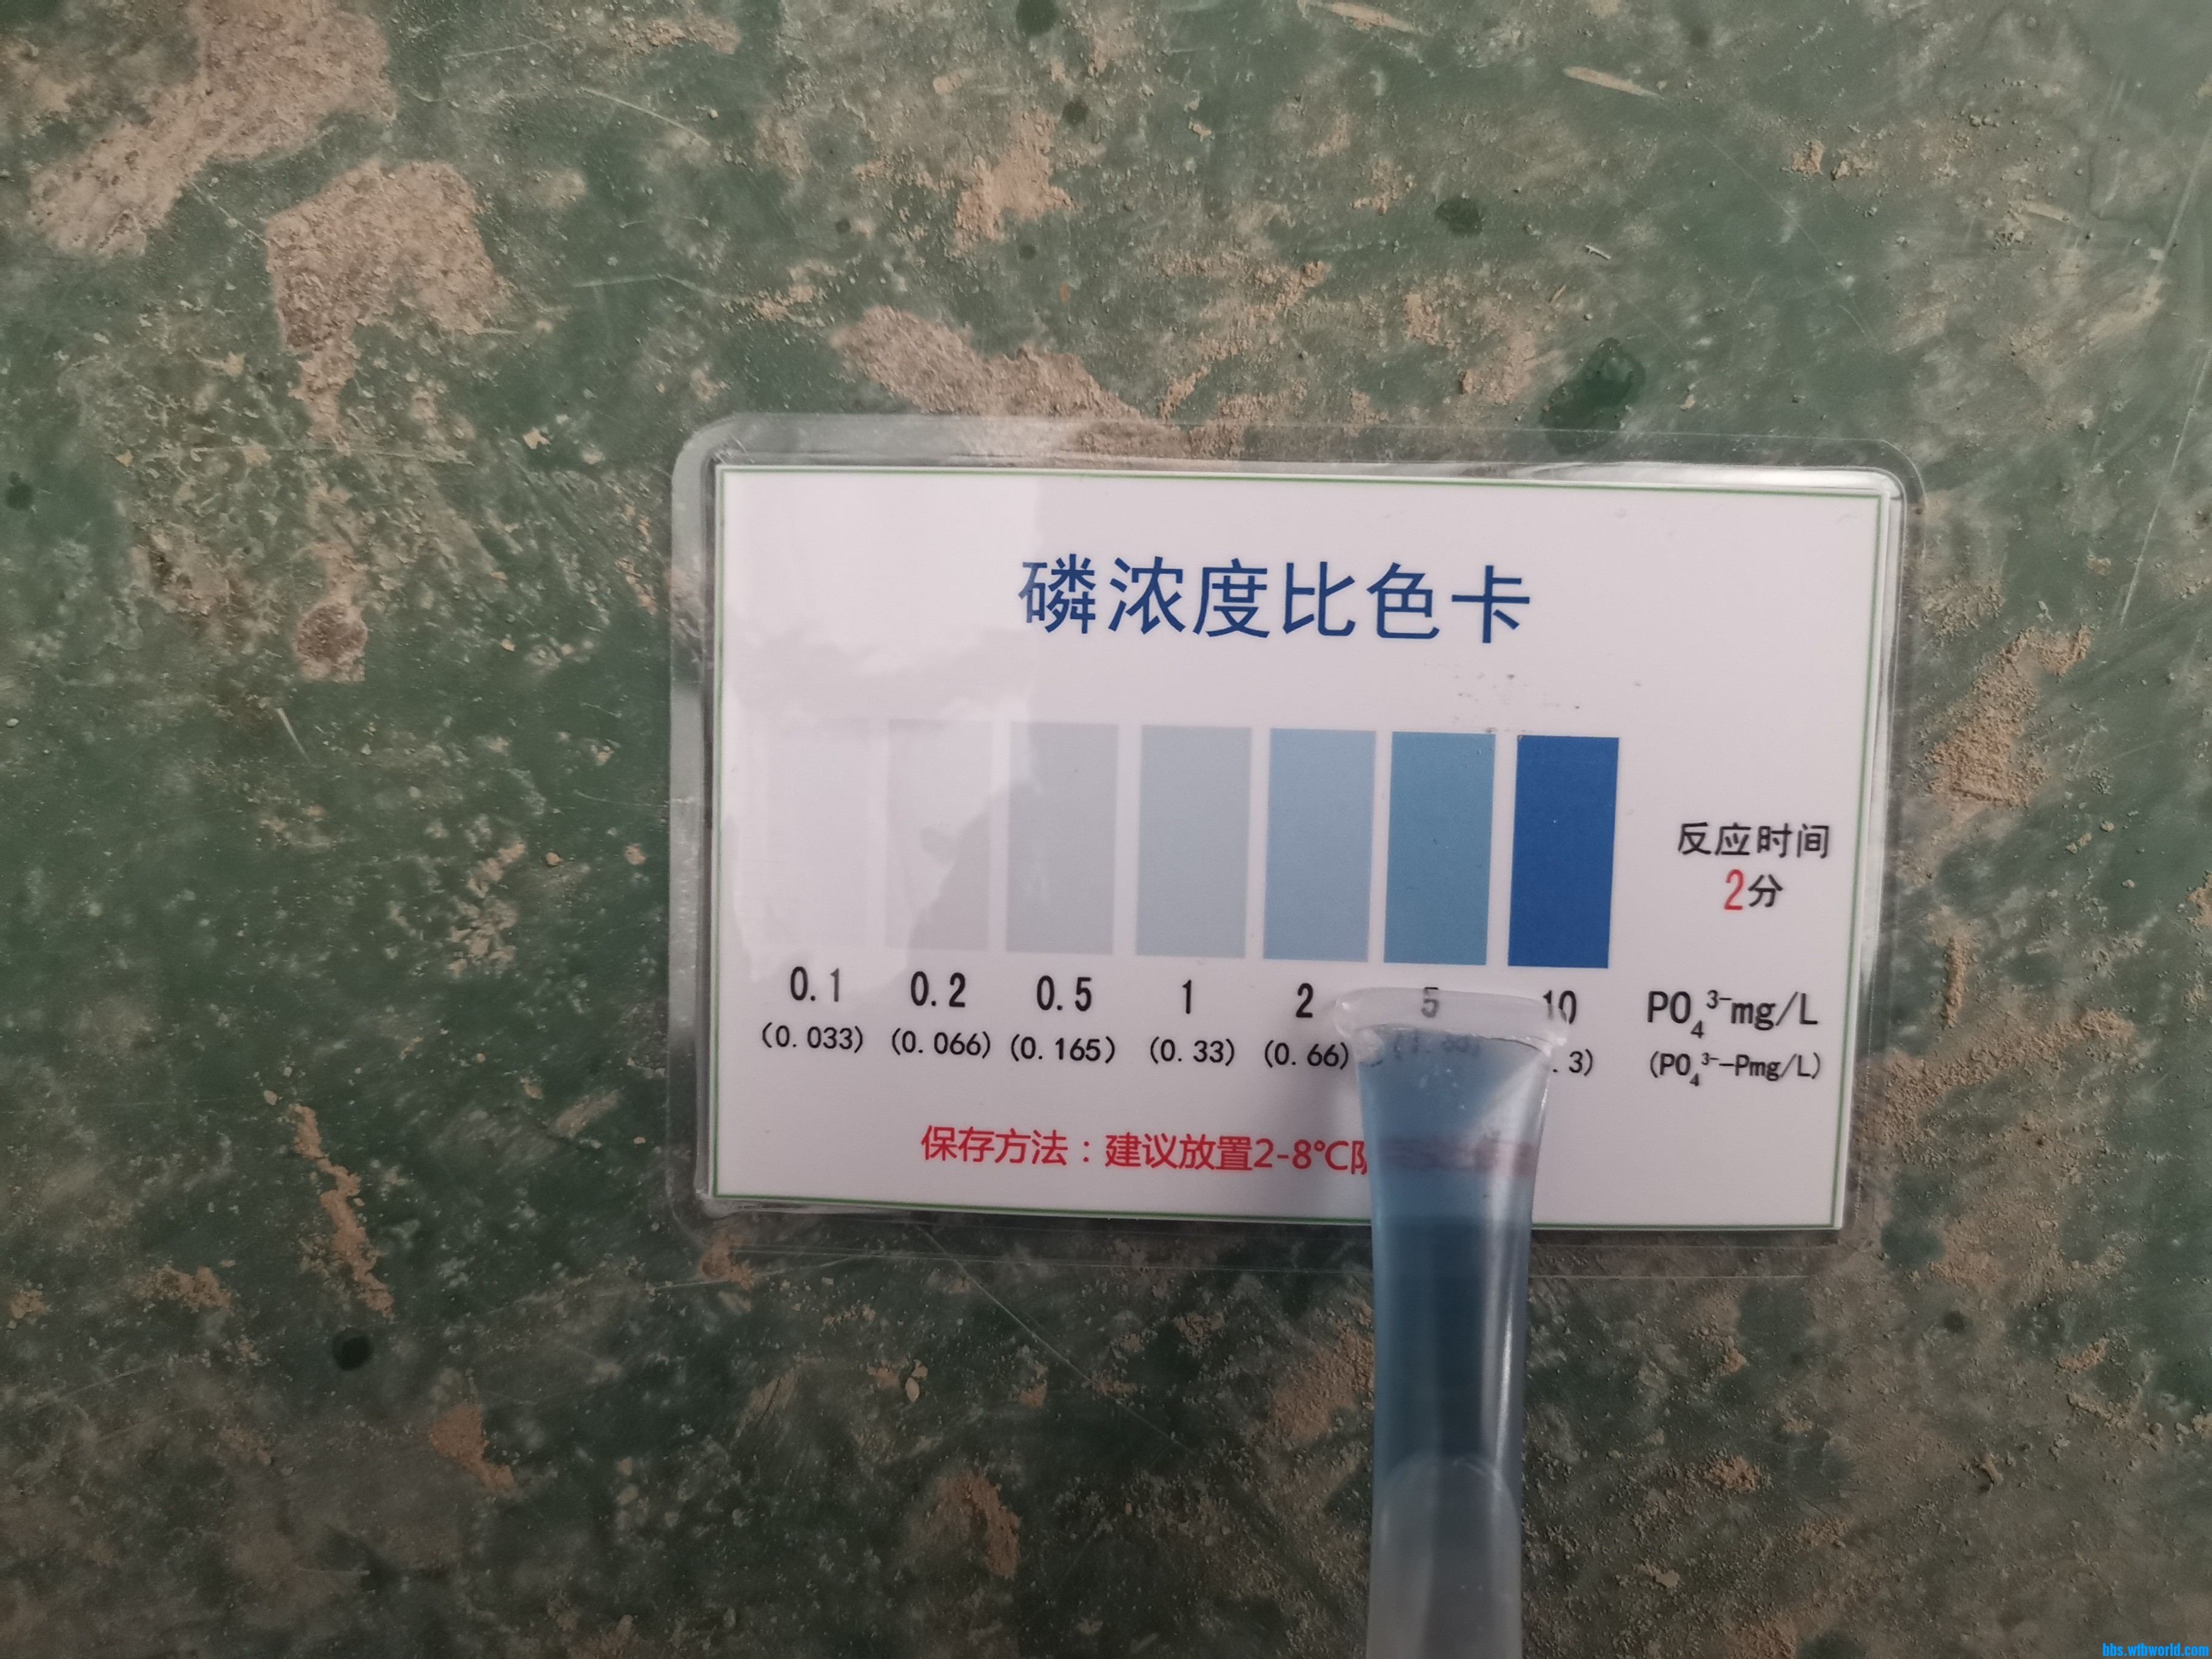 磷浓度比色卡
反应时间
2分
0.1 0.2 0.5 1 2 5 10 PO₄³⁻mg/L
(0.033) (0.066) (0.165) (0.33) (0.66) .3) (PO₄³⁻-Pmg/L)
保存方法：建议放置2-8℃
bbs.wtbworld.com